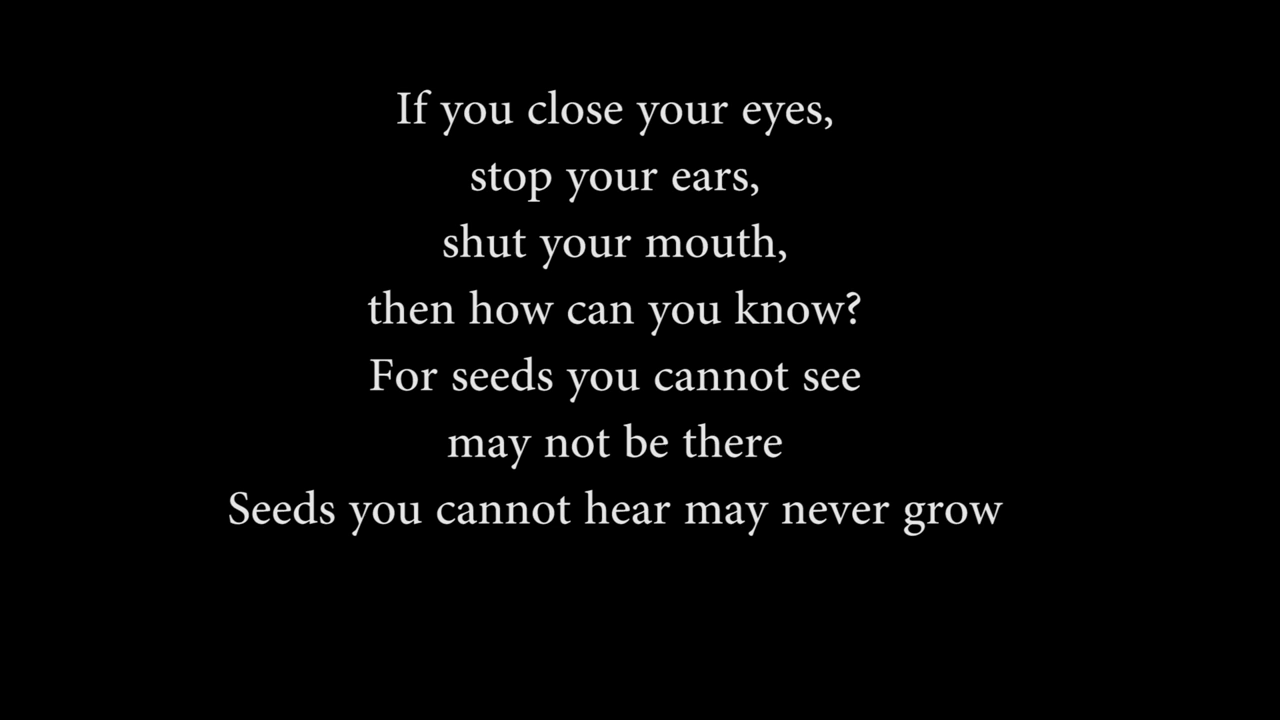 If you close your eyes,
stop your ears,
shut your mouth,
then how can you know?
For seeds you cannot see
may not be there
Seeds you cannot hear may never grow